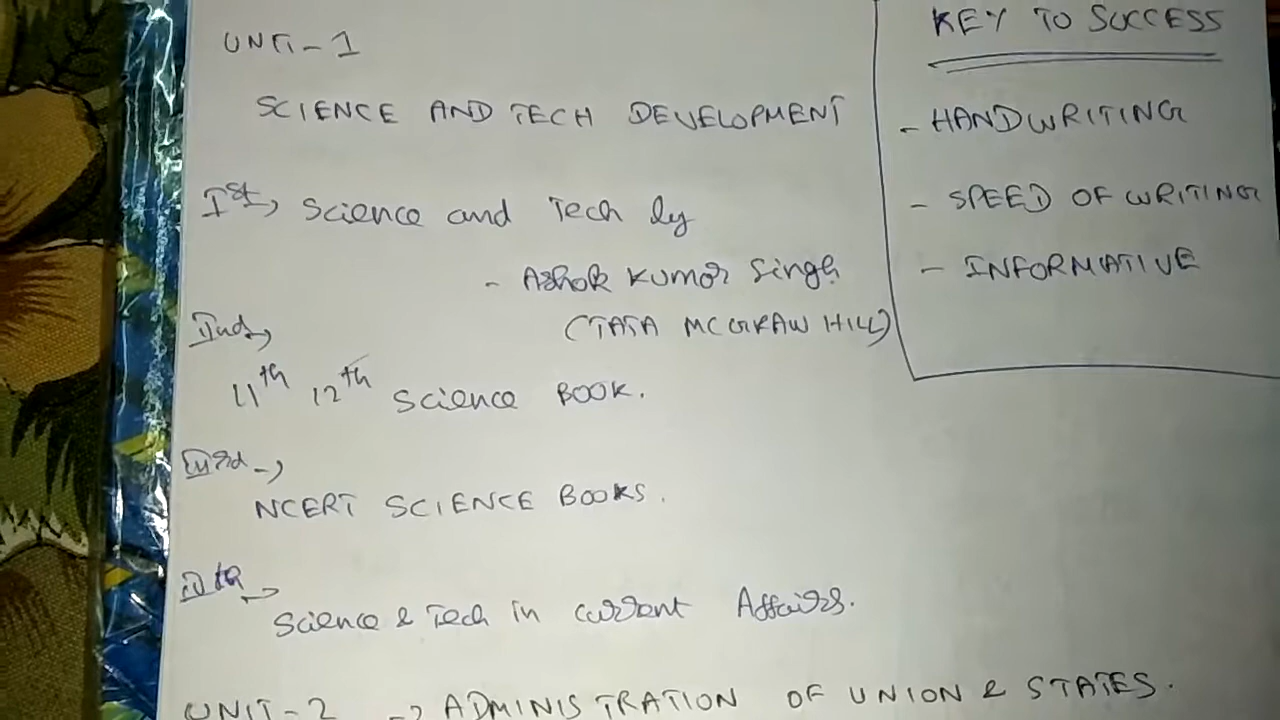 UNIT-1
SCIENCE AND TECH DEVELOPMENT
Ist, Science and Tech by
- Ashok Kumar Singh
(TATA MCGRAW HILL)
IInd,
11th 12th Science BOOK.
IIIrd -,
NCERT SCIENCE BOOKS.
Science & Tech in current Affairs.
UNIT-2 -> ADMINISTRATION OF UNION & STATES.
KEY TO SUCCESS
- HANDWRITING
- SPEED OF WRITING
- INFORMATIVE